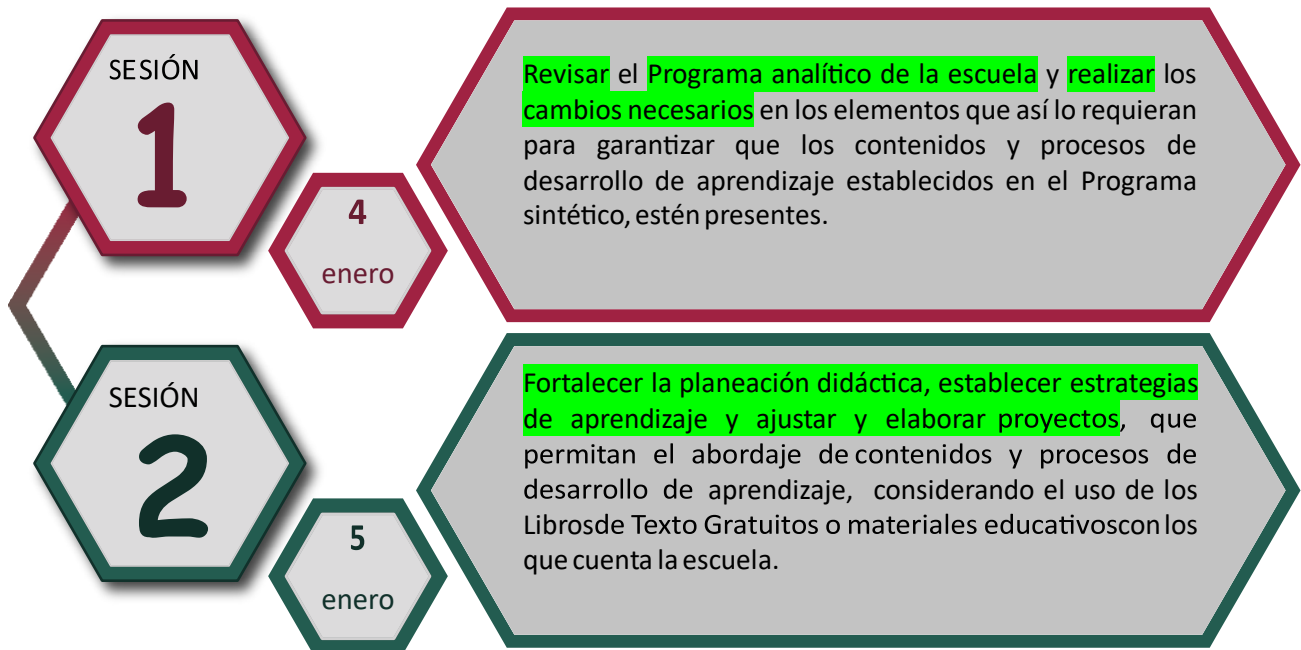 SESIÓN
1
4
enero
Revisar el Programa analítico de la escuela y realizar los
cambios necesarios en los elementos que así lo requieran
para garantizar que los contenidos y procesos de
desarrollo de aprendizaje establecidos en el Programa
sintético, estén presentes.
SESIÓN
2
5
enero
Fortalecer la planeación didáctica, establecer estrategias
de aprendizaje y ajustar y elaborar proyectos, que
permitan el abordaje de contenidos y procesos de
desarrollo de aprendizaje, considerando el uso de los
Librosde Texto Gratuitos o materiales educativoscon los
que cuenta la escuela.